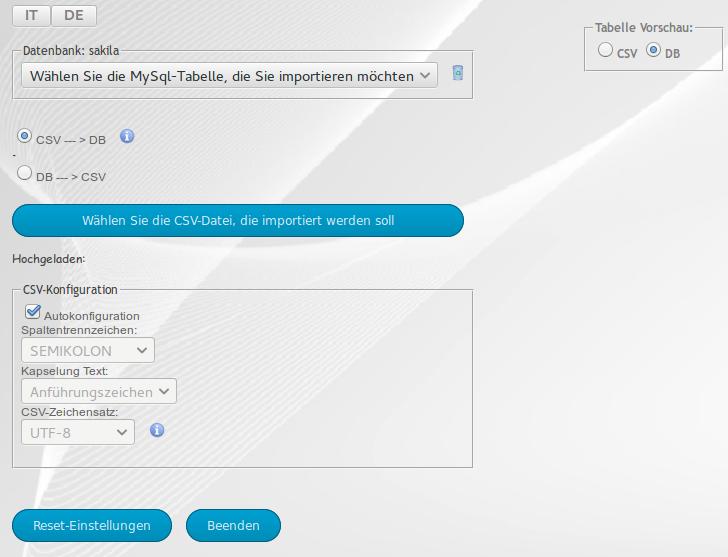 IT DE
Tabelle Vorschau:
CSV DB
Datenbank: sakila
Wählen Sie die MySql-Tabelle, die Sie importieren möchten
CSV --- > DB
-
DB --- > CSV
Wählen Sie die CSV-Datei, die importiert werden soll
Hochgeladen:
CSV-Konfiguration
Autokonfiguration
Spaltentrennzeichen:
SEMIKOLON
Kapselung Text:
Anführungszeichen
CSV-Zeichensatz:
UTF-8
Reset-Einstellungen Beenden